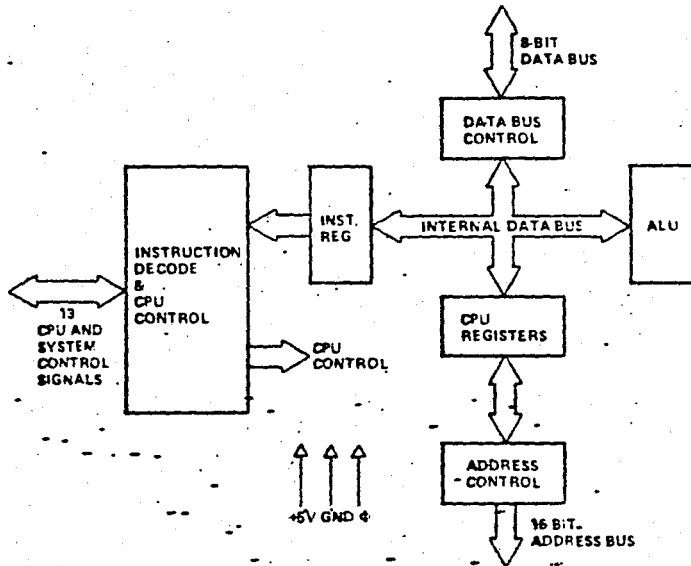 8-BIT
DATA BUS
DATA BUS
CONTROL
INST.
REG
INTERNAL DATA BUS
ALU
INSTRUCTION
DECODE
&
CPU
CONTROL
13
CPU AND
SYSTEM
CONTROL
SIGNALS
CPU
CONTROL
CPU
REGISTERS
ADDRESS
CONTROL
+5V GND Φ
16 BIT
ADDRESS BUS